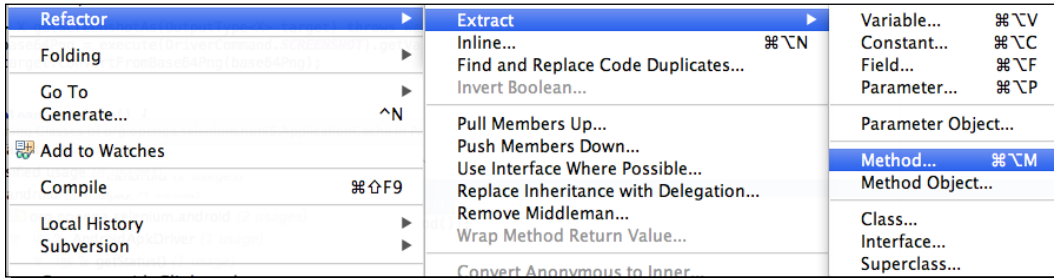 Refactor
Folding
Go To
Generate... ^N
Add to Watches
Compile ⌘⇧F9
Local History
Subversion
Extract
Inline... ⌘⌥N
Find and Replace Code Duplicates...
Invert Boolean...
Pull Members Up...
Push Members Down...
Use Interface Where Possible...
Replace Inheritance with Delegation...
Remove Middleman...
Wrap Method Return Value...
Convert Anonymous to Inner...
Variable... ⌘⌥V
Constant... ⌘⌥C
Field... ⌘⌥F
Parameter... ⌘⌥P
Parameter Object...
Method... ⌘⌥M
Method Object...
Class...
Interface...
Superclass...